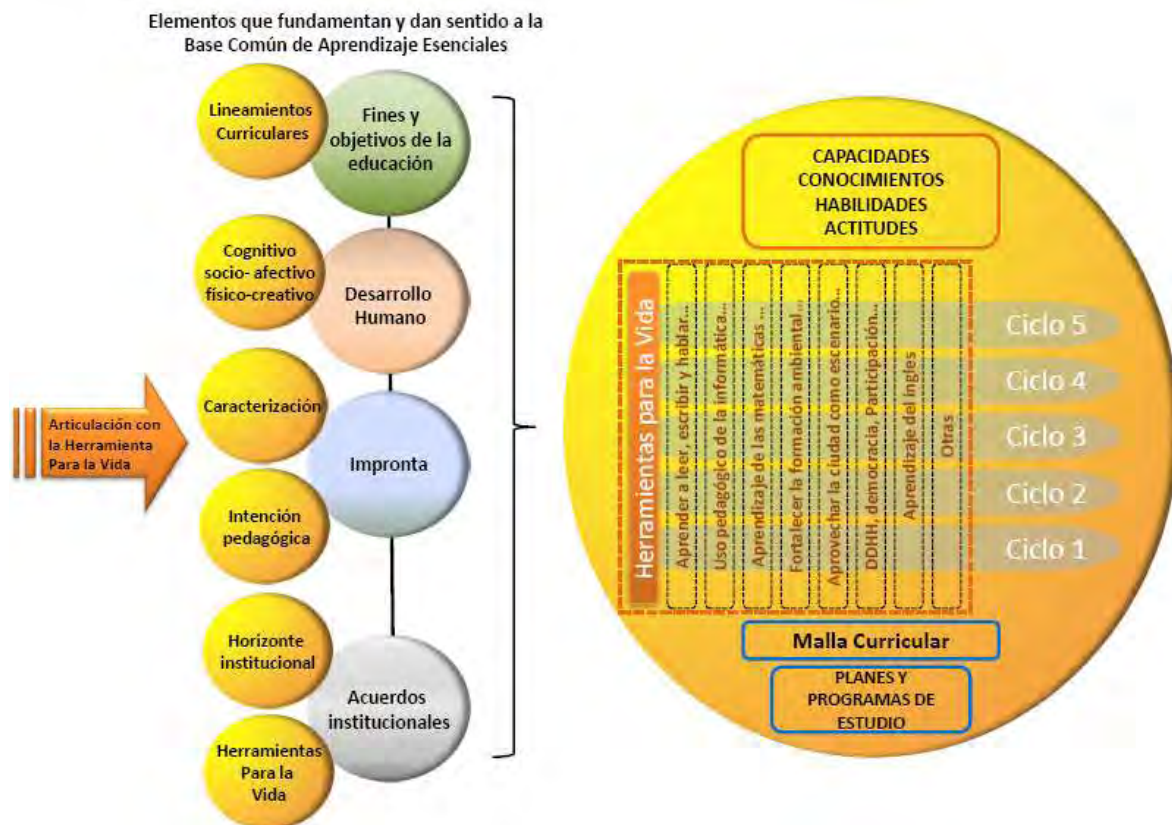 Elementos que fundamentan y dan sentido a la
Base Común de Aprendizaje Esenciales
Lineamientos
Curriculares
Fines y
objetivos de la
educación
Cognitivo
socio- afectivo
físico-creativo
Desarrollo
Humano
Articulación con
la Herramienta
Para la Vida
Caracterización
Impronta
Intención
pedagógica
Horizonte
institucional
Acuerdos
institucionales
Herramientas
Para la
Vida
CAPACIDADES
CONOCIMIENTOS
HABILIDADES
ACTITUDES
Herramientas para la Vida
Aprender a leer, escribir y hablar...
Uso pedagógico de la informática...
Aprendizaje de las matemáticas ...
Fortalecer la formación ambiental...
Aprovechar la ciudad como escenario...
DDHH, democracia, Participación...
Aprendizaje del ingles
Otras
Ciclo 5
Ciclo 4
Ciclo 3
Ciclo 2
Ciclo 1
Malla Curricular
PLANES Y
PROGRAMAS DE
ESTUDIO